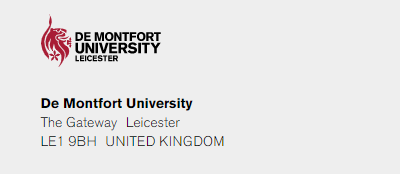 DE MONTFORT
UNIVERSITY
LEICESTER
De Montfort University
The Gateway Leicester
LE1 9BH UNITED KINGDOM